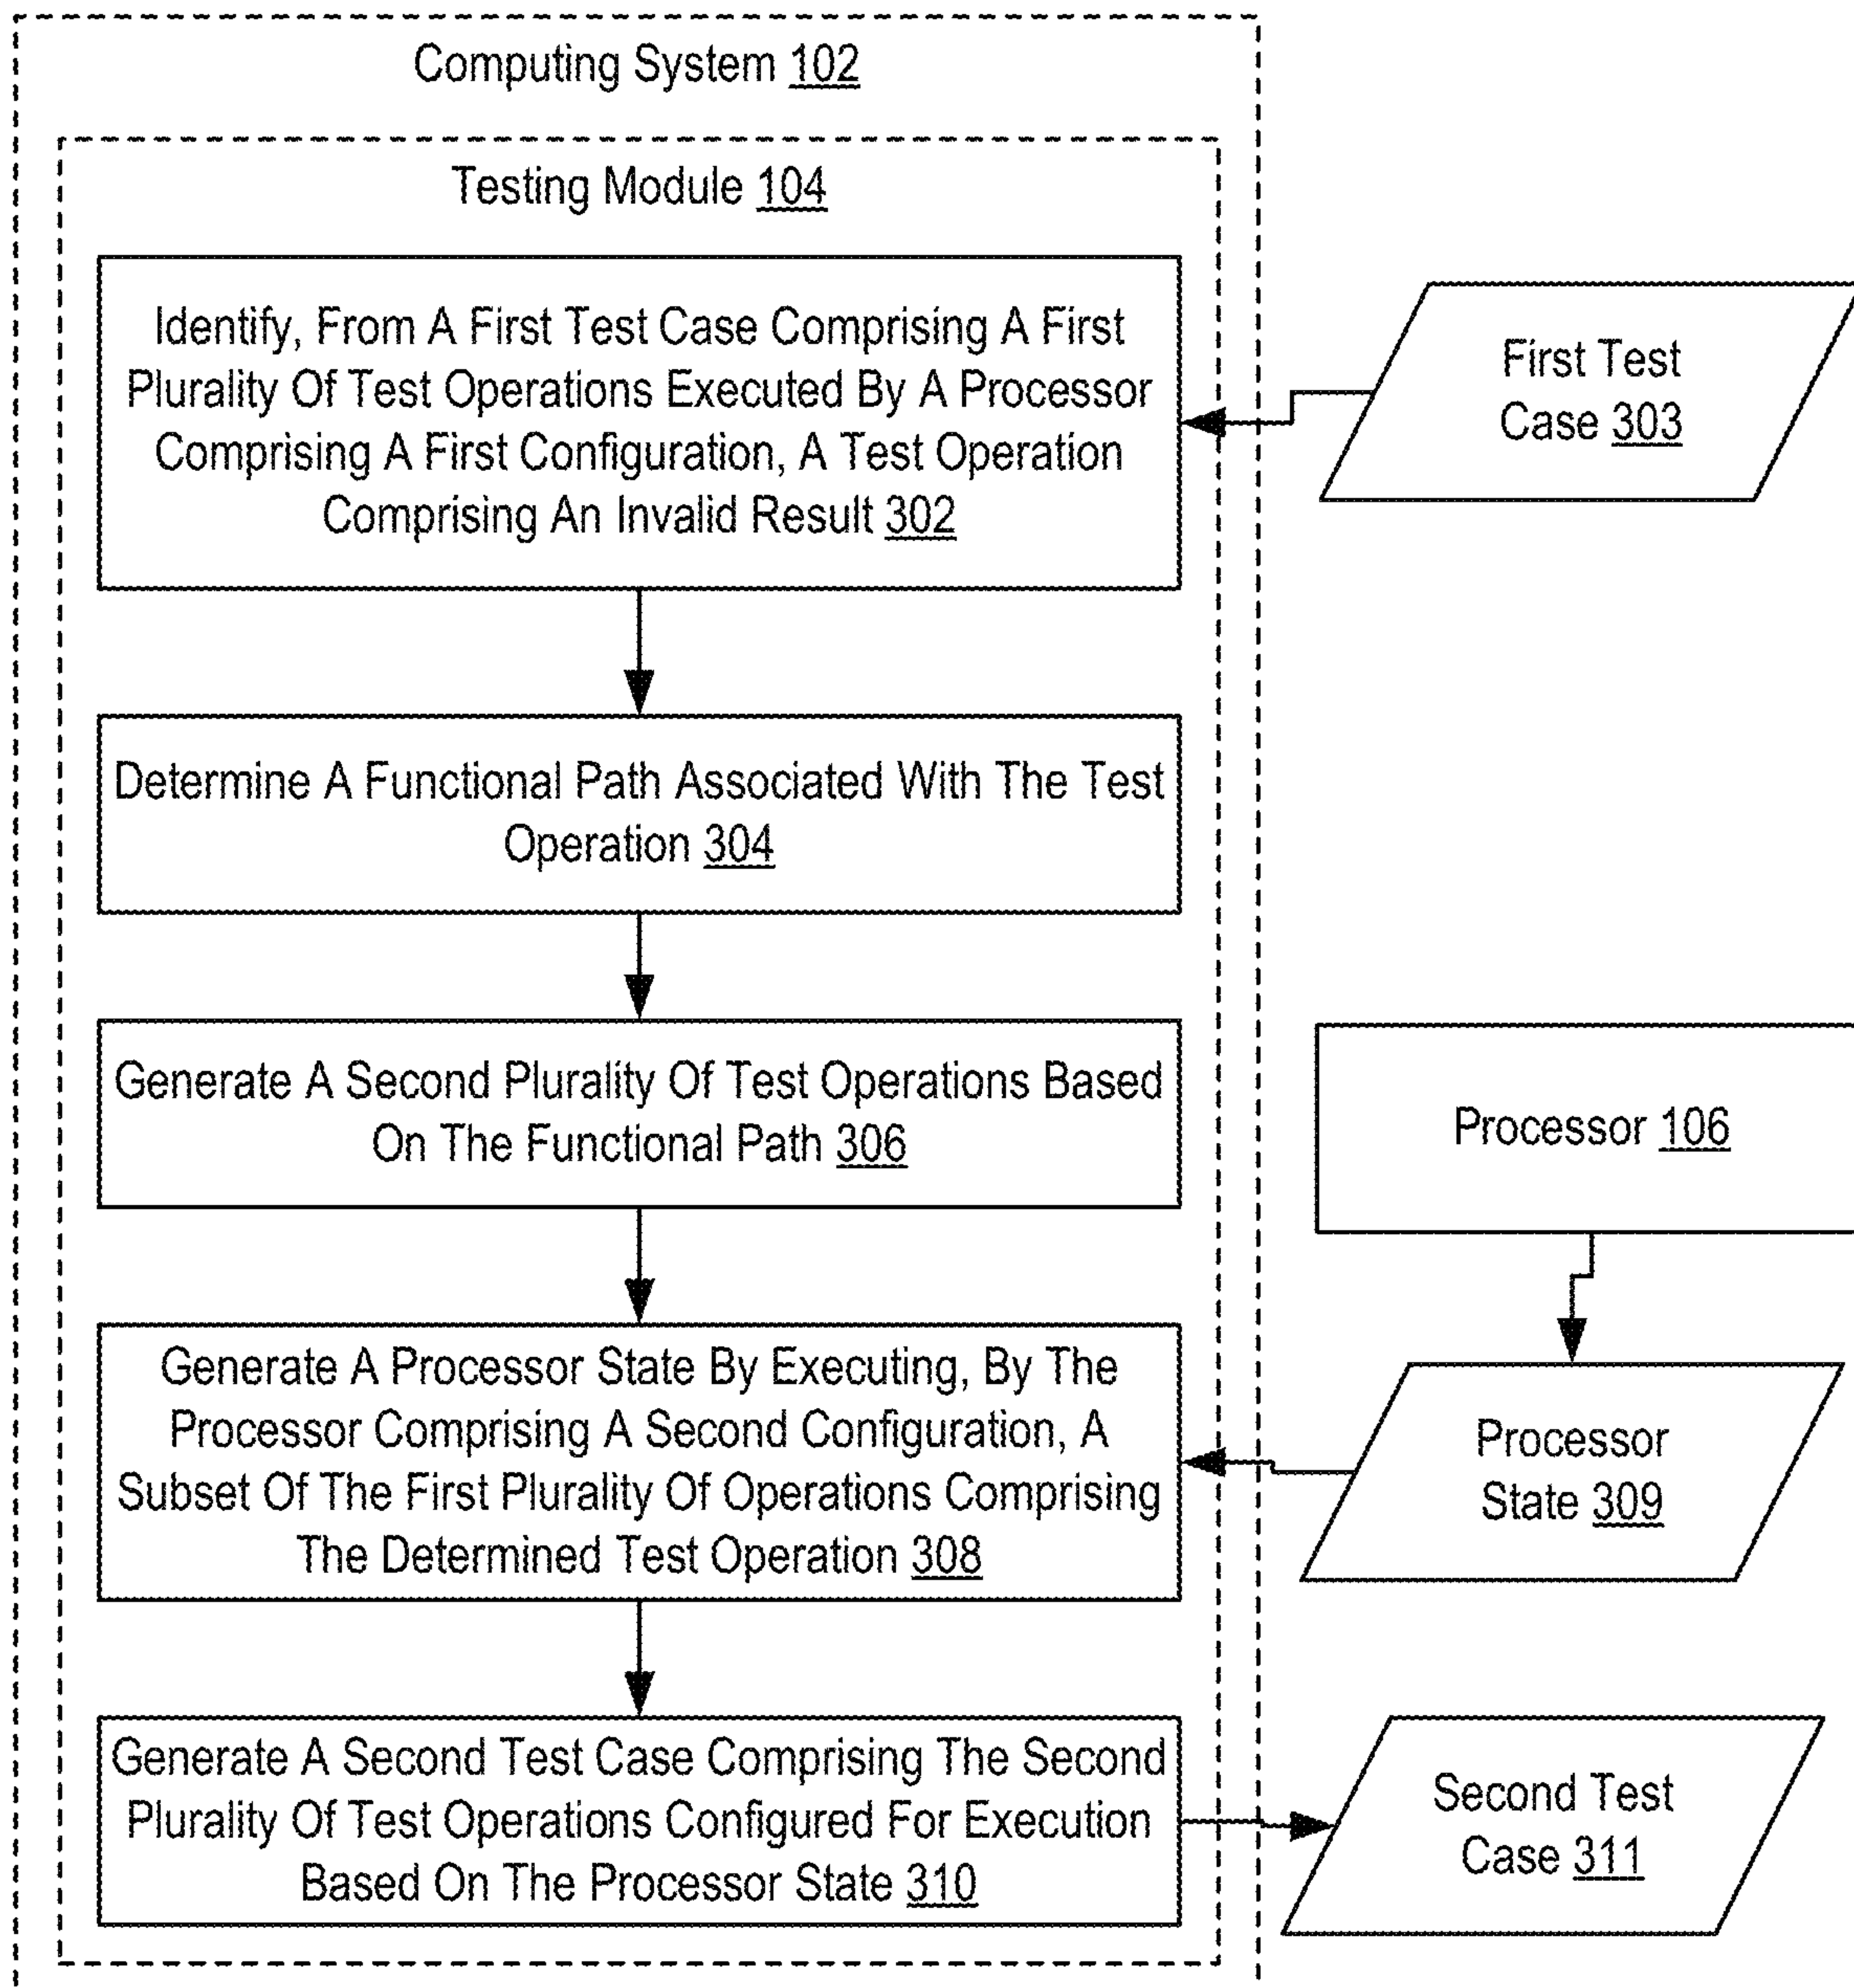 Computing System 102
Testing Module 104
Identify, From A First Test Case Comprising A First
Plurality Of Test Operations Executed By A Processor
Comprising A First Configuration, A Test Operation
Comprising An Invalid Result 302
First Test
Case 303
Determine A Functional Path Associated With The Test
Operation 304
Generate A Second Plurality Of Test Operations Based
On The Functional Path 306
Processor 106
Generate A Processor State By Executing, By The
Processor Comprising A Second Configuration, A
Subset Of The First Plurality Of Operations Comprising
The Determined Test Operation 308
Processor
State 309
Generate A Second Test Case Comprising The Second
Plurality Of Test Operations Configured For Execution
Based On The Processor State 310
Second Test
Case 311